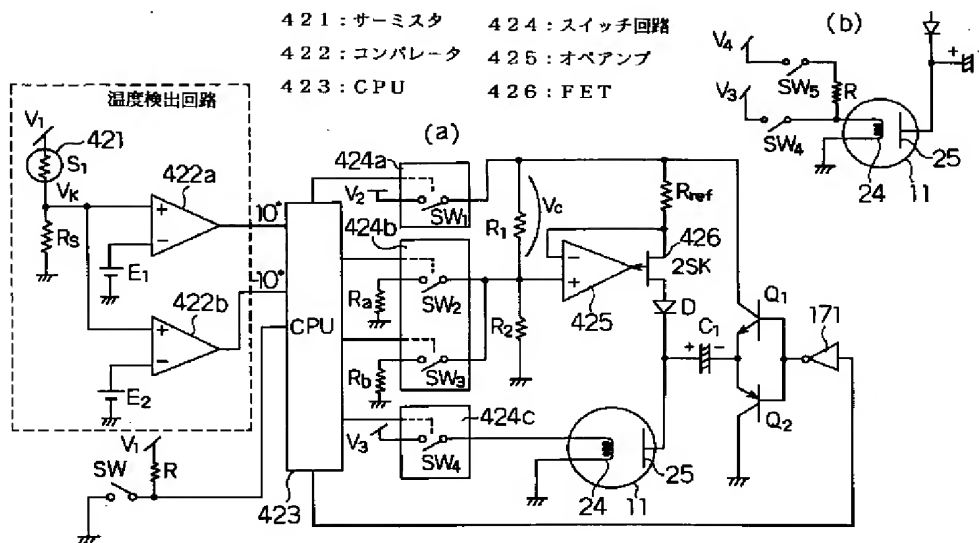 421：サーミスタ
424：スイッチ回路
422：コンパレータ
425：オペアンプ
423：CPU
426：FET
(b)
V4
SW5
R
V3
SW4
25
24
11
温度検出回路
V1
421
S1
VK
RS
422a
E1
10°
422b
-10°
E2
(a)
424a
V2
SW1
424b
Ra
SW2
Rb
SW3
CPU
424c
V3
SW4
R1
VC
Rref
426
2SK
425
R2
D
C1
Q1
171
Q2
25
24
11
V1
SW
R
423